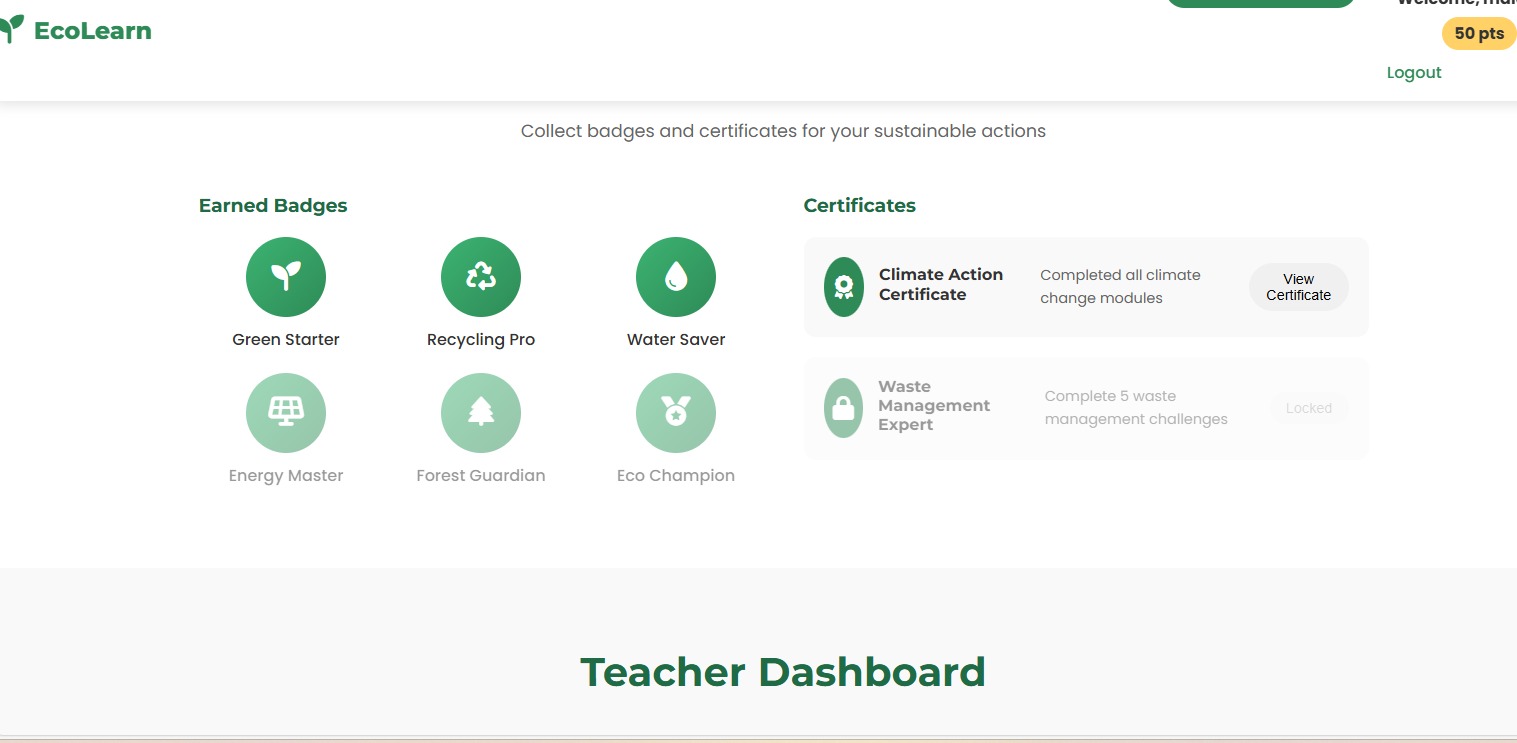 EcoLearn
Welcome,
50 pts
Logout
Collect badges and certificates for your sustainable actions
Earned Badges
Green Starter
Recycling Pro
Water Saver
Energy Master
Forest Guardian
Eco Champion
Certificates
Climate Action
Certificate
Completed all climate
change modules
View
Certificate
Waste
Management
Expert
Complete 5 waste
management challenges
Locked
Teacher Dashboard